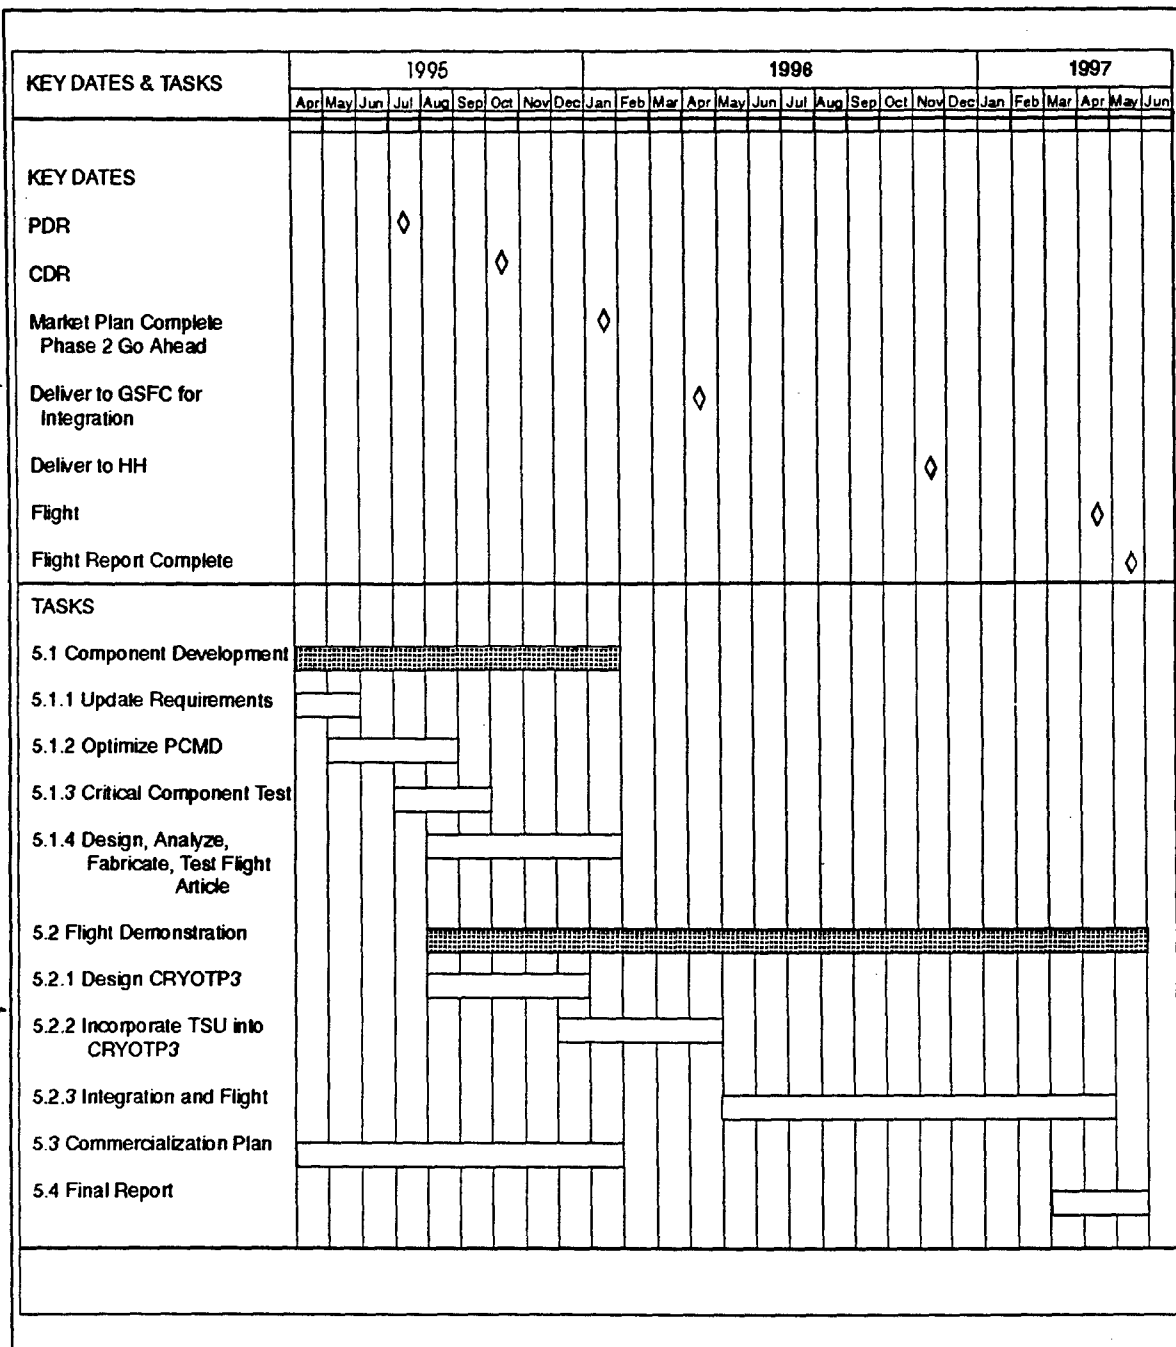 KEY DATES & TASKS
1995 1996 1997
Apr May Jun Jul Aug Sep Oct Nov Dec Jan Feb Mar Apr May Jun Jul Aug Sep Oct Nov Dec Jan Feb Mar Apr May Jun
KEY DATES
PDR
CDR
Market Plan Complete
Phase 2 Go Ahead
Deliver to GSFC for
Integration
Deliver to HH
Flight
Flight Report Complete
TASKS
5.1 Component Development
5.1.1 Update Requirements
5.1.2 Optimize PCMD
5.1.3 Critical Component Test
5.1.4 Design, Analyze,
Fabricate, Test Flight
Article
5.2 Flight Demonstration
5.2.1 Design CRYOTP3
5.2.2 Incorporate TSU into
CRYOTP3
5.2.3 Integration and Flight
5.3 Commercialization Plan
5.4 Final Report